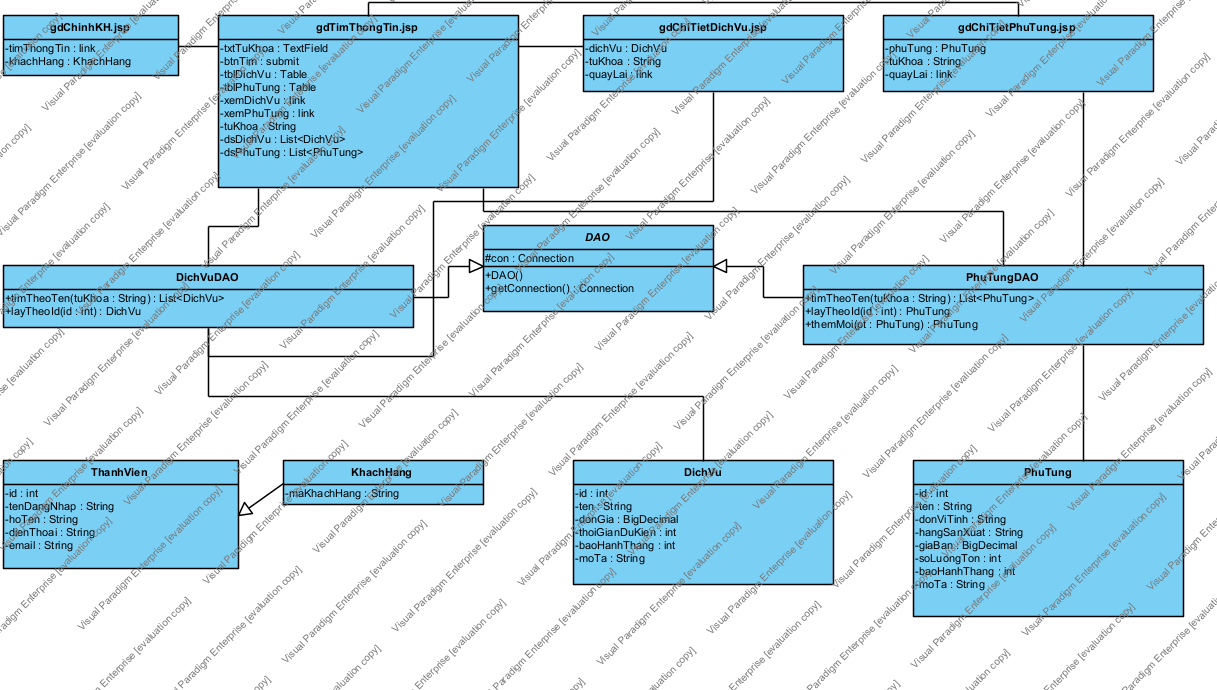 gdChinhKH.jsp
-timThongTin : link
-khachHang : KhachHang
gdTimThongTin.jsp
-txtTuKhoa : TextField
-btnTim : submit
-tblDichVu : Table
-tblPhuTung : Table
-xemDichVu : link
-xemPhuTung : link
-tuKhoa : String
-dsDichVu : List<DichVu>
-dsPhuTung : List<PhuTung>
gdChiTietDichVu.jsp
-dichVu : DichVu
-tuKhoa : String
-quayLai : link
gdChiTietPhuTung.jsp
-phuTung : PhuTung
-tuKhoa : String
-quayLai : link
DichVuDAO
+timTheoTen(tuKhoa : String) : List<DichVu>
+layTheoId(id : int) : DichVu
DAO
#con : Connection
+DAO()
+getConnection() : Connection
PhuTungDAO
+timTheoTen(tuKhoa : String) : List<PhuTung>
+layTheoId(id : int) : PhuTung
+themMoi(pt : PhuTung) : PhuTung
ThanhVien
-id : int
-tenDangNhap : String
-hoTen : String
-dienThoai : String
-email : String
KhachHang
-maKhachHang : String
DichVu
-id : int
-ten : String
-donGia : BigDecimal
-thoiGianDuKien : int
-baoHanhThang : int
-moTa : String
PhuTung
-id : int
-ten : String
-donViTinh : String
-hangSanXuat : String
-giaBan : BigDecimal
-soLuongTon : int
-baoHanhThang : int
-moTa : String
Visual Paradigm Enterprise [evaluation copy]